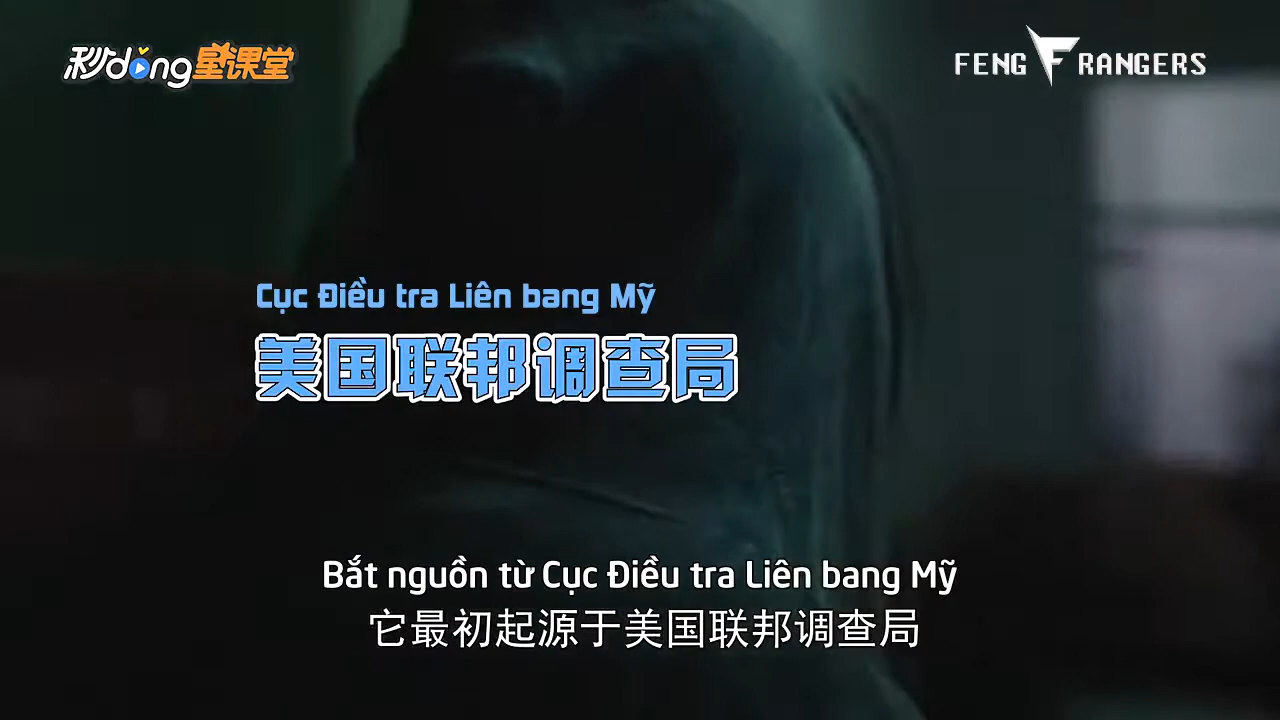 秒dǒng星课堂
FENG F RANGERS
Cục Điều tra Liên bang Mỹ
美国联邦调查局
Bắt nguồn từ Cục Điều tra Liên bang Mỹ
它最初起源于美国联邦调查局